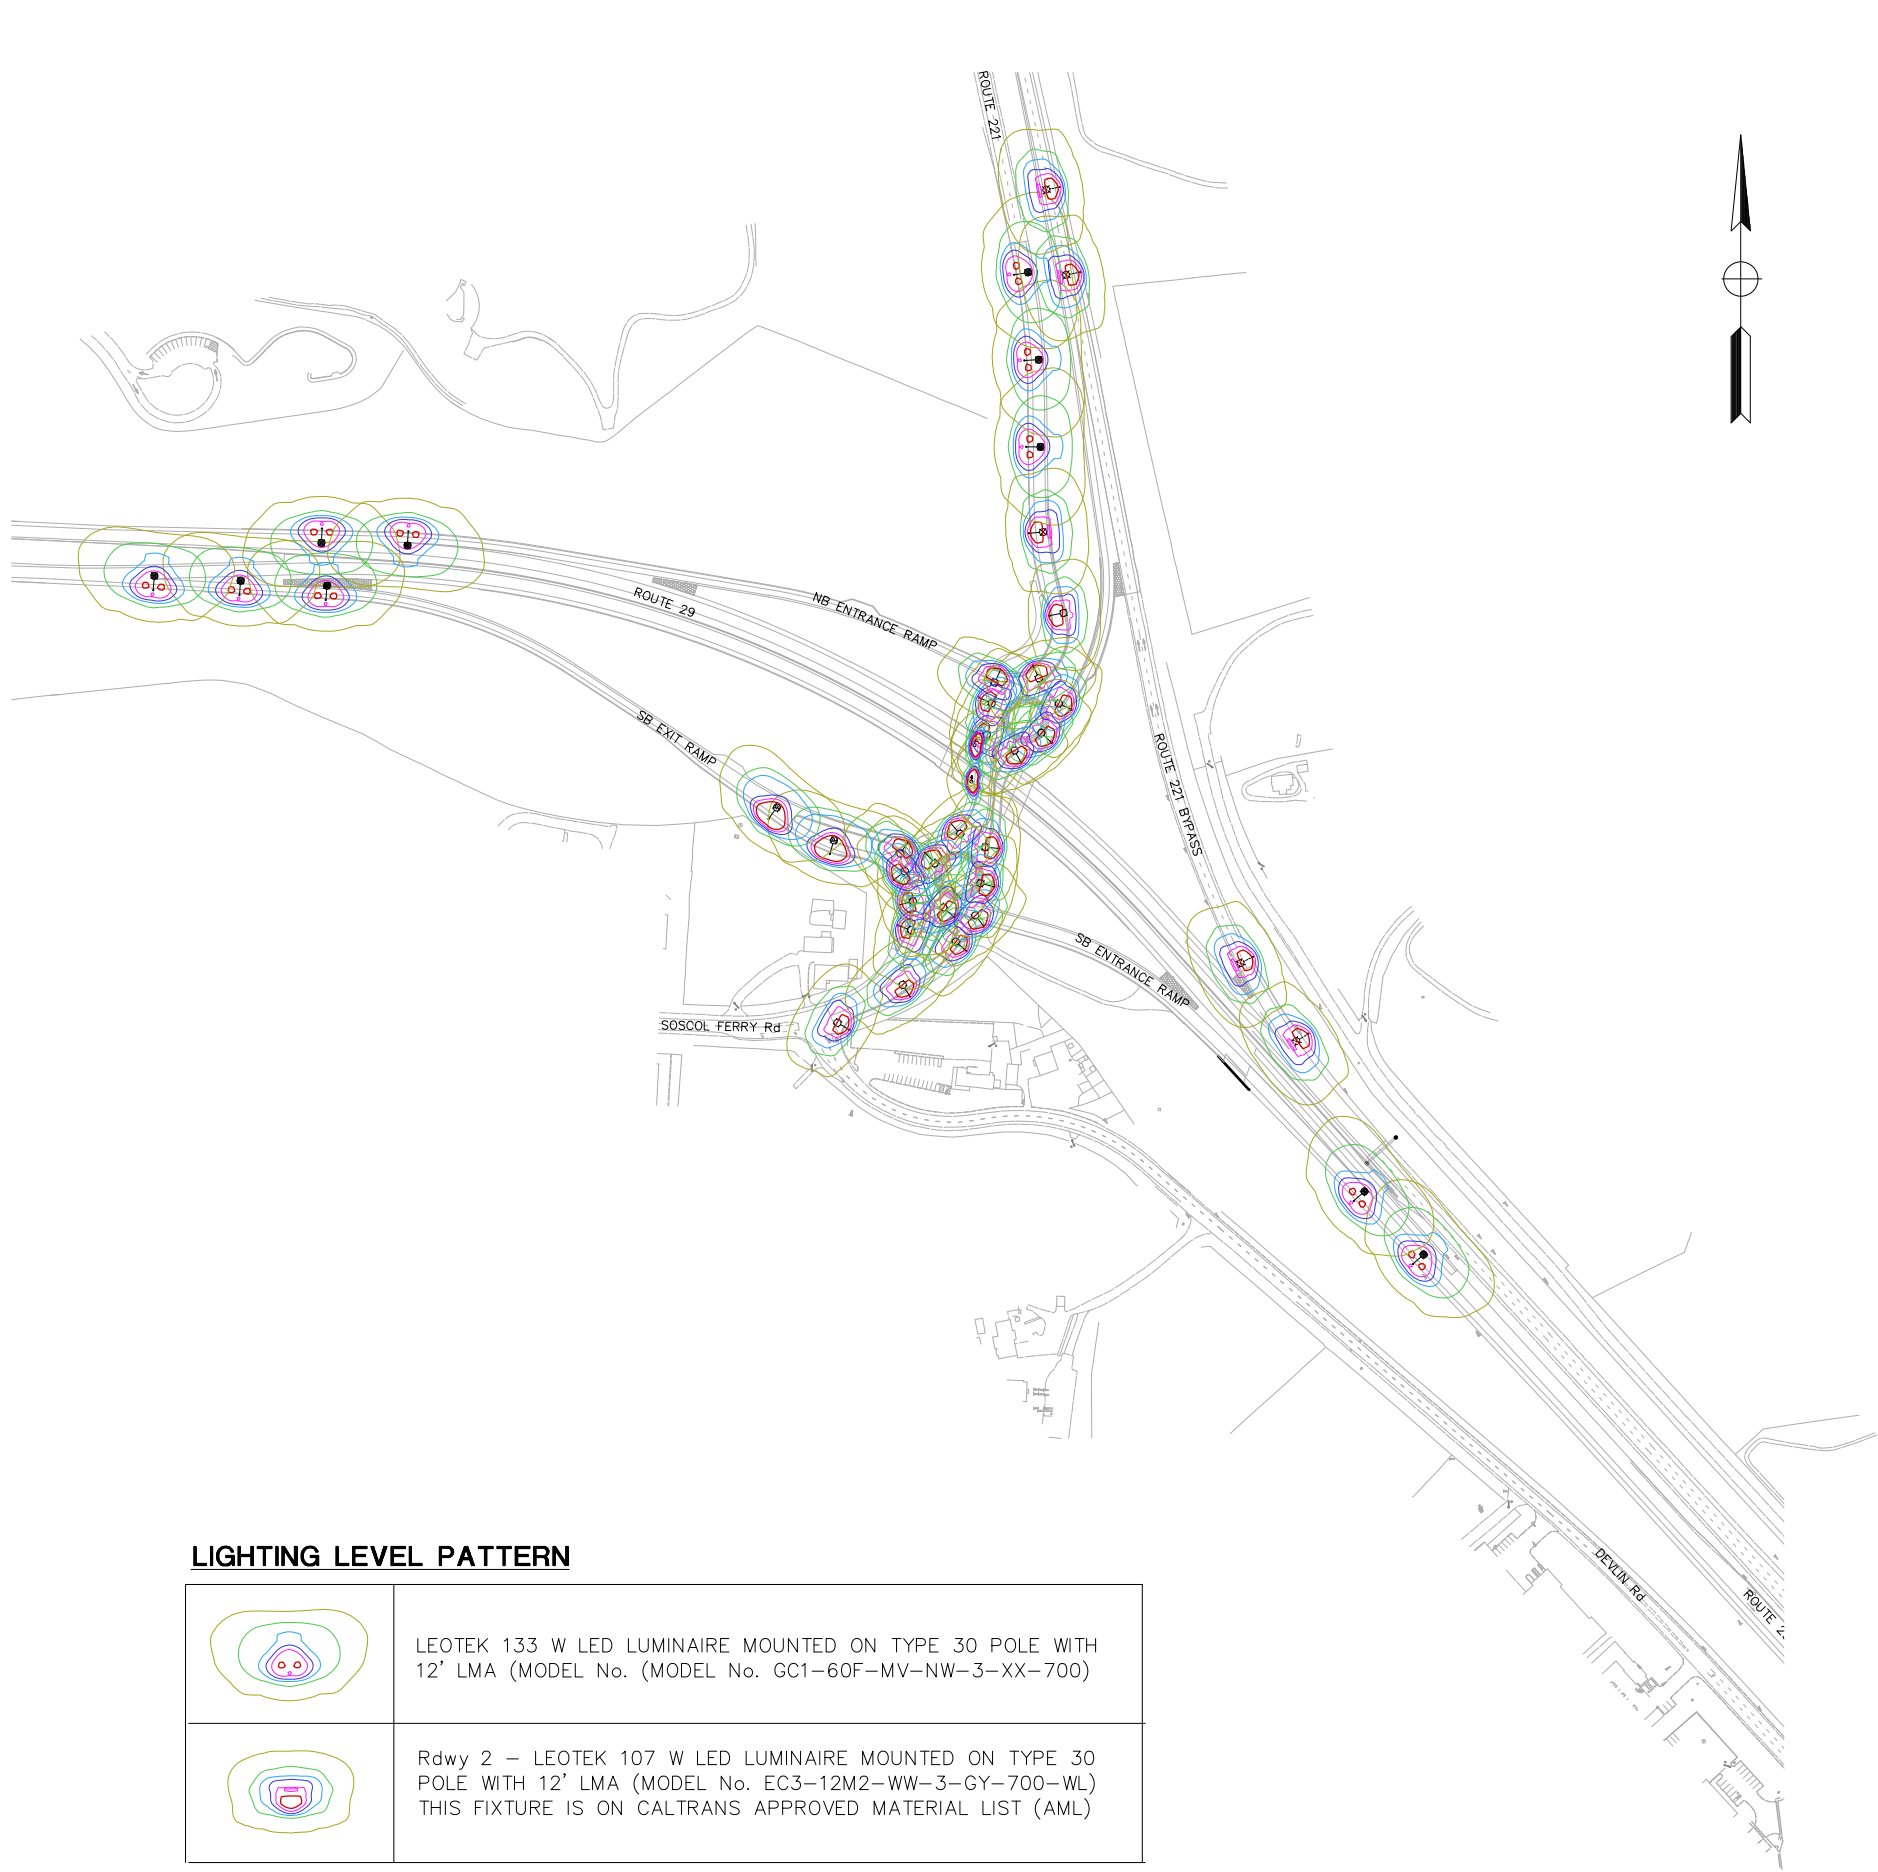 ROUTE 221
ROUTE 29
NB ENTRANCE RAMP
SB EXIT RAMP
ROUTE 221 BYPASS
SB ENTRANCE RAMP
SOSCOL FERRY Rd
DEVLIN Rd
ROUTE 2
LIGHTING LEVEL PATTERN
LEOTEK 133 W LED LUMINAIRE MOUNTED ON TYPE 30 POLE WITH
12' LMA (MODEL No. (MODEL No. GC1-60F-MV-NW-3-XX-700)
Rdwy 2 - LEOTEK 107 W LED LUMINAIRE MOUNTED ON TYPE 30
POLE WITH 12' LMA (MODEL No. EC3-12M2-WW-3-GY-700-WL)
THIS FIXTURE IS ON CALTRANS APPROVED MATERIAL LIST (AML)